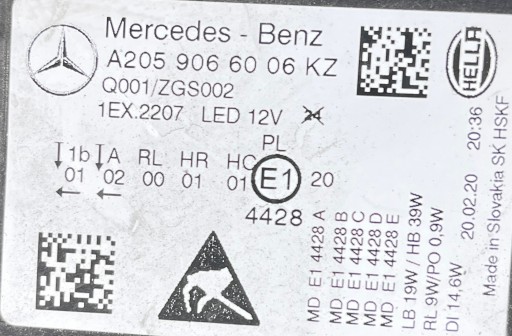 Mercedes - Benz
A205 906 60 06 KZ
Q001/ZGS002
1EX.2207 LED 12V 24
HELLA
PL
1b A RL HR HC
01 02 00 01 01 E1 20
4428
MD E1 4428 A
MD E1 4428 B
MD E1 4428 C
MD E1 4428 D
MD E1 4428 E
LB 19W / HB 39W
RL 9W/PO 0,9W
DI 14,6W
20.02.20 20:36
Made in Slovakia SK HSKF